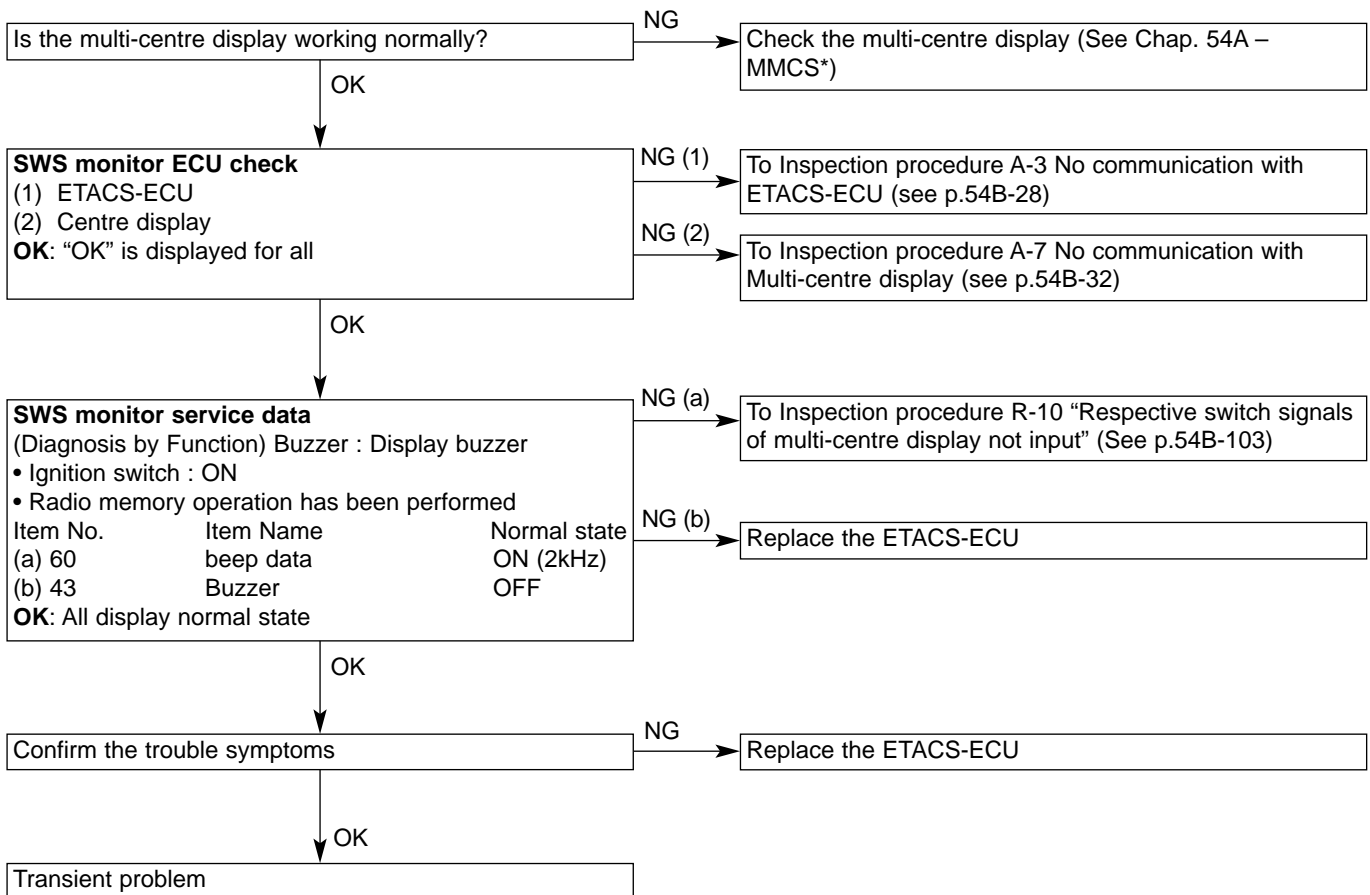 Is the multi-centre display working normally?
NG
Check the multi-centre display (See Chap. 54A –
MMCS*)
OK
SWS monitor ECU check
(1) ETACS-ECU
(2) Centre display
OK: “OK” is displayed for all
NG (1)
To Inspection procedure A-3 No communication with
ETACS-ECU (see p.54B-28)
NG (2)
To Inspection procedure A-7 No communication with
Multi-centre display (see p.54B-32)
OK
SWS monitor service data
(Diagnosis by Function) Buzzer : Display buzzer
• Ignition switch : ON
• Radio memory operation has been performed
Item No. Item Name Normal state
(a) 60 beep data ON (2kHz)
(b) 43 Buzzer OFF
OK: All display normal state
NG (a)
To Inspection procedure R-10 “Respective switch signals
of multi-centre display not input” (See p.54B-103)
NG (b)
Replace the ETACS-ECU
OK
Confirm the trouble symptoms
NG
Replace the ETACS-ECU
OK
Transient problem